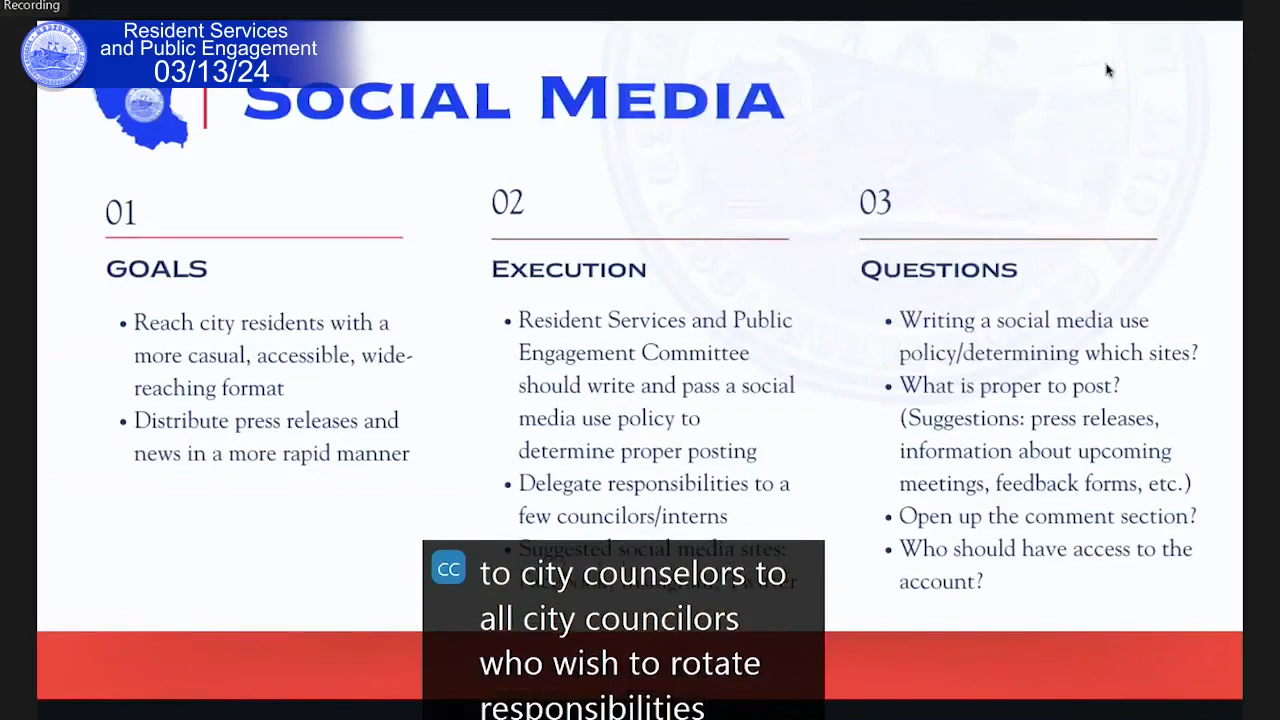 Recording
Resident Services
and Public Engagement
03/13/24
SOCIAL MEDIA
01
GOALS
• Reach city residents with a
more casual, accessible, wide-
reaching format
• Distribute press releases and
news in a more rapid manner
02
EXECUTION
• Resident Services and Public
Engagement Committee
should write and pass a social
media use policy to
determine proper posting
• Delegate responsibilities to a
few councilors/interns
• Suggested social media sites:
03
QUESTIONS
• Writing a social media use
policy/determining which sites?
• What is proper to post?
(Suggestions: press releases,
information about upcoming
meetings, feedback forms, etc.)
• Open up the comment section?
• Who should have access to the
account?
CC
to city counselors to
all city councilors
who wish to rotate
responsibilities